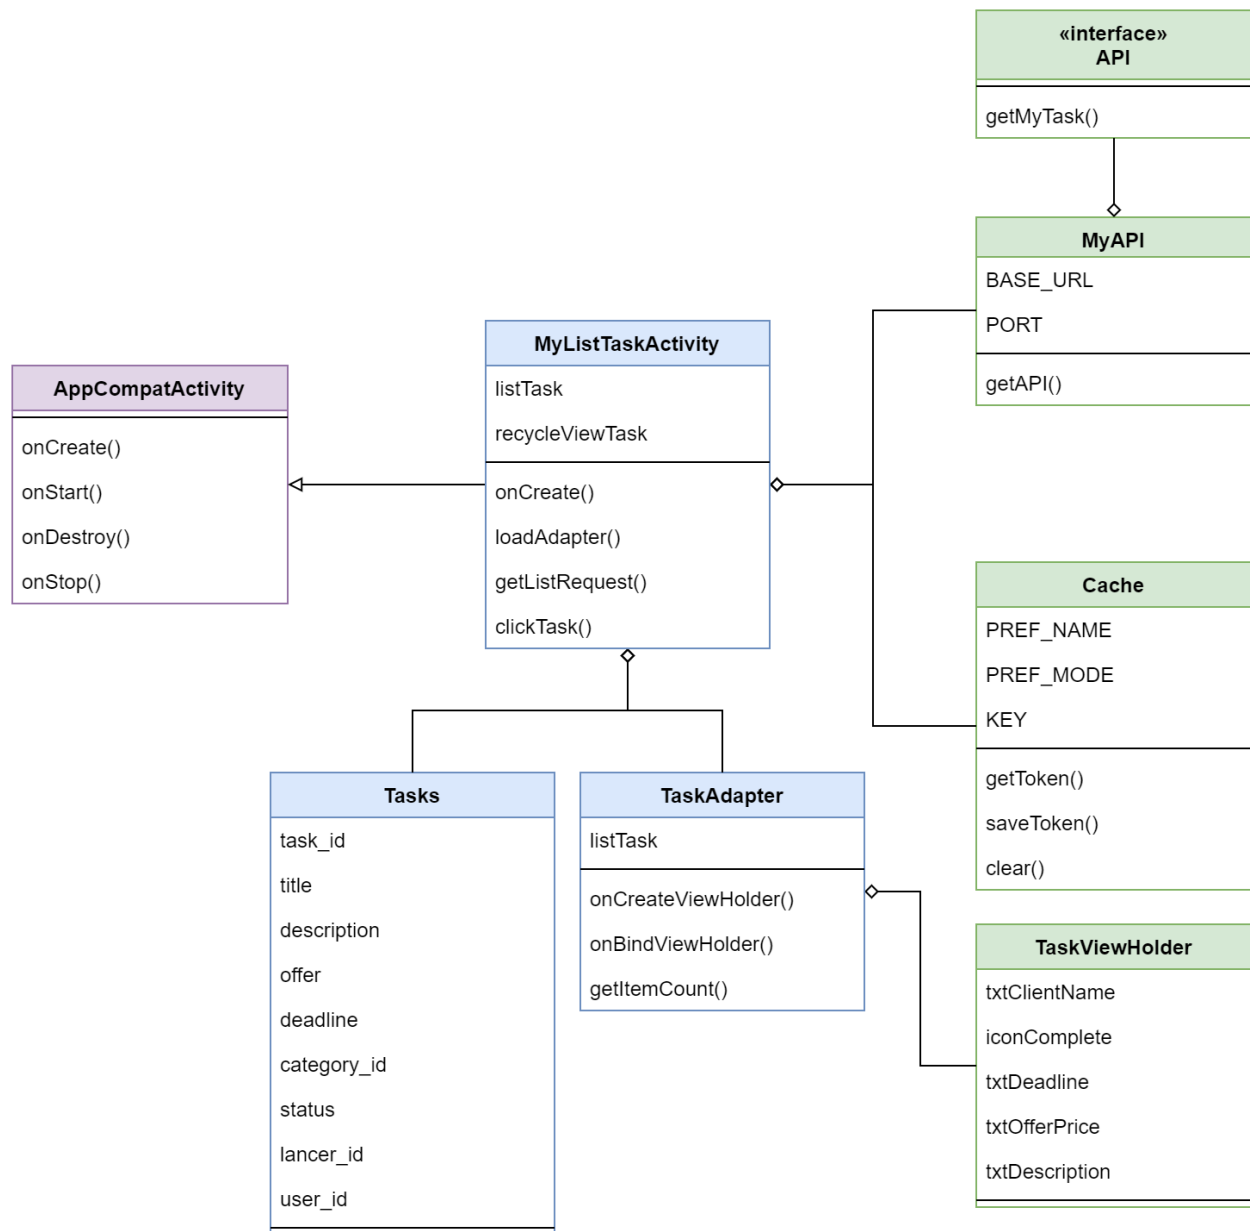 «interface»
API
getMyTask()
MyAPI
BASE_URL
PORT
getAPI()
MyListTaskActivity
listTask
recycleViewTask
onCreate()
loadAdapter()
getListRequest()
clickTask()
AppCompatActivity
onCreate()
onStart()
onDestroy()
onStop()
Cache
PREF_NAME
PREF_MODE
KEY
getToken()
saveToken()
clear()
Tasks
task_id
title
description
offer
deadline
category_id
status
lancer_id
user_id
TaskAdapter
listTask
onCreateViewHolder()
onBindViewHolder()
getItemCount()
TaskViewHolder
txtClientName
iconComplete
txtDeadline
txtOfferPrice
txtDescription